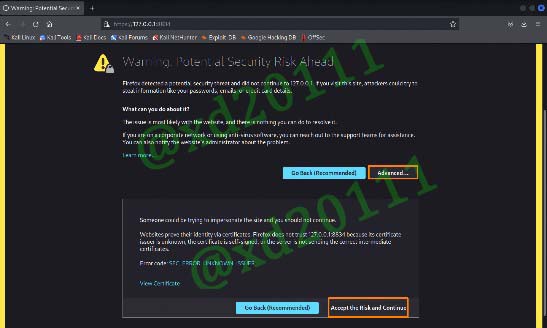 Warning: Potential Securit
https://127.0.0.1:8834
Kali Linux Kali Tools Kali Docs Kali Forums Kali NetHunter Exploit-DB Google Hacking DB OffSec
Warning: Potential Security Risk Ahead
Firefox detected a potential security threat and did not continue to 127.0.0.1. If you visit this site, attackers could try to
steal information like your passwords, emails, or credit card details.
What can you do about it?
The issue is most likely with the website, and there is nothing you can do to resolve it.
If you are on a corporate network or using anti-virus software, you can reach out to the support teams for assistance.
You can also notify the website's administrator about the problem.
Learn more...
Go Back (Recommended) Advanced...
Someone could be trying to impersonate the site and you should not continue.
Websites prove their identity via certificates. Firefox does not trust 127.0.0.1:8834 because its certificate
issuer is unknown, the certificate is self-signed, or the server is not sending the correct intermediate
certificates.
Error code: SEC_ERROR_UNKNOWN_ISSUER
View Certificate
Go Back (Recommended) Accept the Risk and Continue
@xd20111
@xd20111